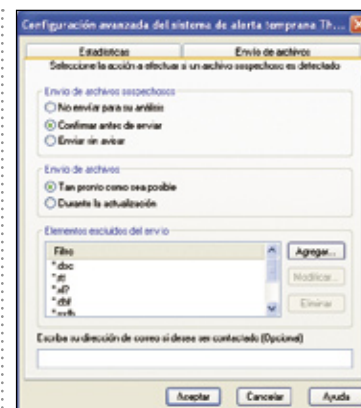 Configuración avanzada del sistema de alerta temprana Th...
Estadísticas
Envío de archivos
Seleccione la acción a efectuar si un archivo sospechoso es detectado
Envío de archivos sospechosos
No enviar para su análisis
Confirmar antes de enviar
Enviar sin avisar
Envío de archivos
Tan pronto como sea posible
Durante la actualización
Elementos excluidos del envío
Filtro
*.doc
*.rtf
*.xl?
*.dbf
*.mdb
Agregar...
Modificar...
Eliminar
Escriba su dirección de correo si desea ser contactado (Opcional)
Aceptar
Cancelar
Ayuda